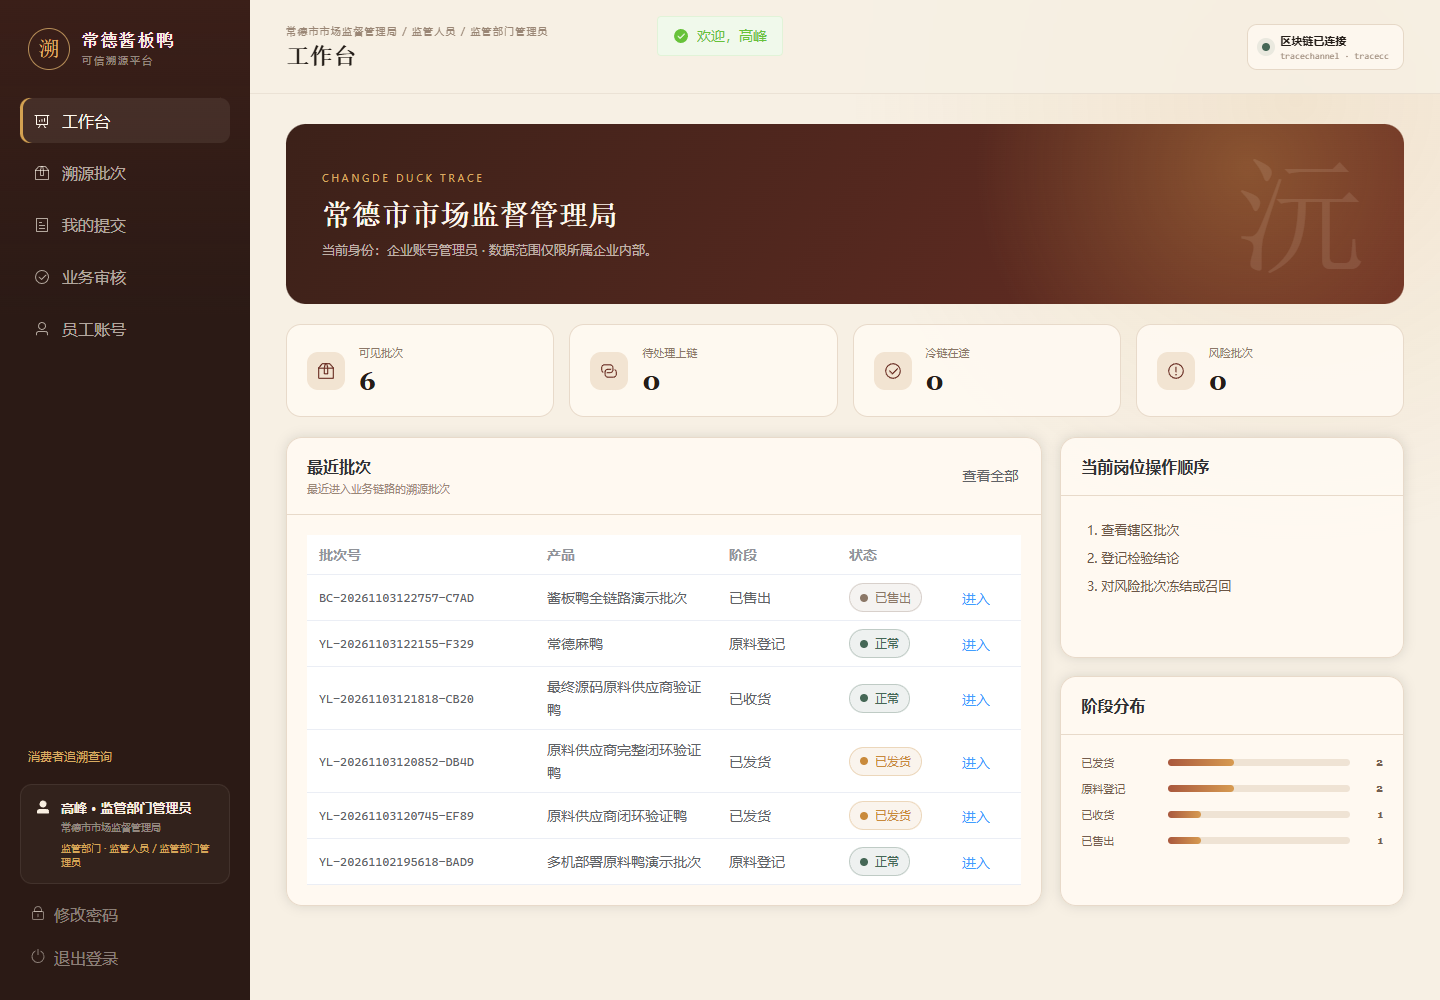 溯
常德酱板鸭
可信溯源平台
工作台
溯源批次
我的提交
业务审核
员工账号
消费者追溯查询
高峰 • 监管部门管理员
常德市市场监督管理局
监管部门 · 监管人员 / 监管部门管
理员
修改密码
退出登录
常德市市场监督管理局 / 监管人员 / 监管部门管理员
工作台
欢迎，高峰
区块链已连接
tracechannel · tracecc
CHANGDE DUCK TRACE
常德市市场监督管理局
当前身份：企业账号管理员 · 数据范围仅限所属企业内部。
沅
可见批次
6
待处理上链
0
冷链在途
0
风险批次
0
最近批次
最近进入业务链路的溯源批次
查看全部
批次号 产品 阶段 状态
BC-20261103122757-C7AD 酱板鸭全链路演示批次 已售出 已售出 进入
YL-20261103122155-F329 常德麻鸭 原料登记 正常 进入
YL-20261103121818-CB20 最终源码原料供应商验证
鸭 已收货 正常 进入
YL-20261103120852-DB4D 原料供应商完整闭环验证
鸭 已发货 已发货 进入
YL-20261103120745-EF89 原料供应商闭环验证鸭 已发货 已发货 进入
YL-20261102195618-BAD9 多机部署原料鸭演示批次 原料登记 正常 进入
当前岗位操作顺序
1. 查看辖区批次
2. 登记检验结论
3. 对风险批次冻结或召回
阶段分布
已发货 2
原料登记 2
已收货 1
已售出 1